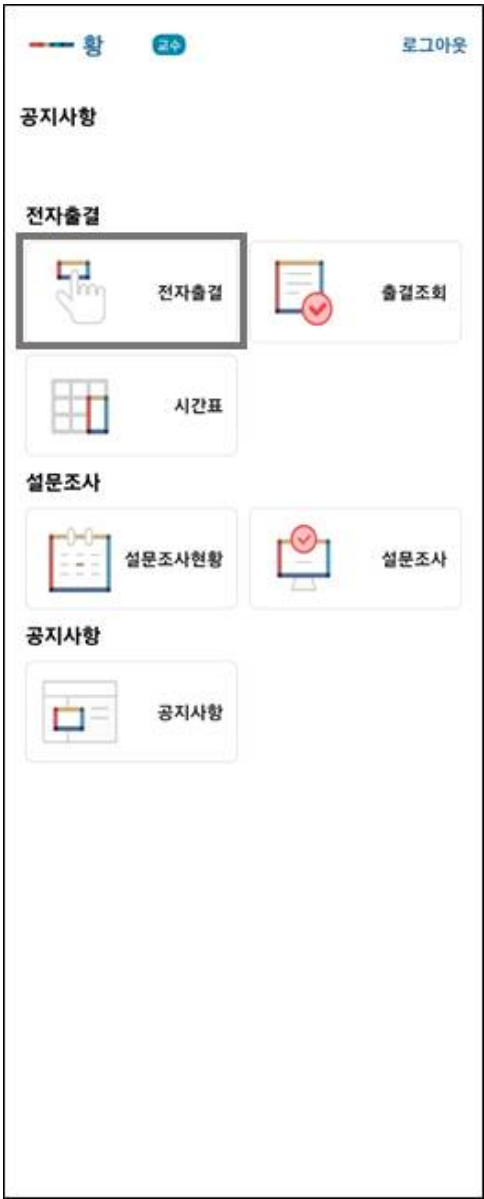 황 교수 로그아웃
공지사항
전자출결
전자출결 출결조회
시간표
설문조사
설문조사현황 설문조사
공지사항
공지사항